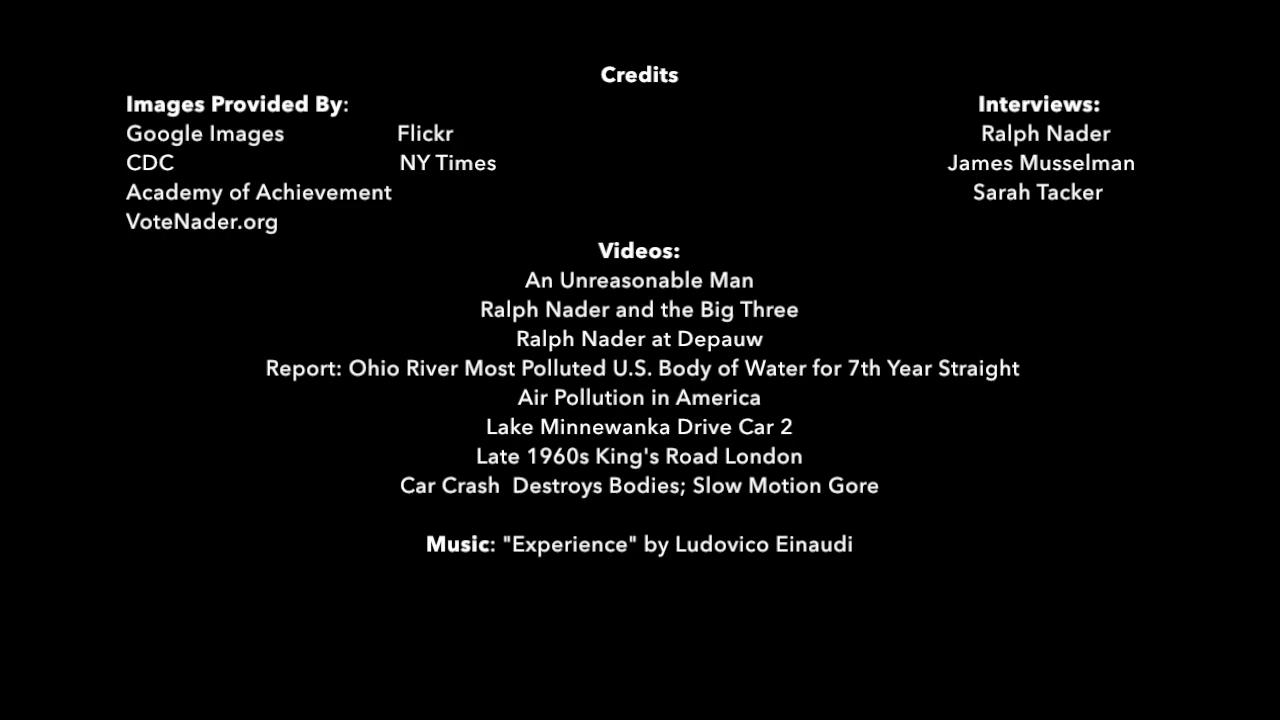 Credits
Images Provided By: Interviews:
Google Images Flickr Ralph Nader
CDC NY Times James Musselman
Academy of Achievement Sarah Tacker
VoteNader.org
Videos:
An Unreasonable Man
Ralph Nader and the Big Three
Ralph Nader at Depauw
Report: Ohio River Most Polluted U.S. Body of Water for 7th Year Straight
Air Pollution in America
Lake Minnewanka Drive Car 2
Late 1960s King's Road London
Car Crash  Destroys Bodies; Slow Motion Gore
Music: "Experience" by Ludovico Einaudi